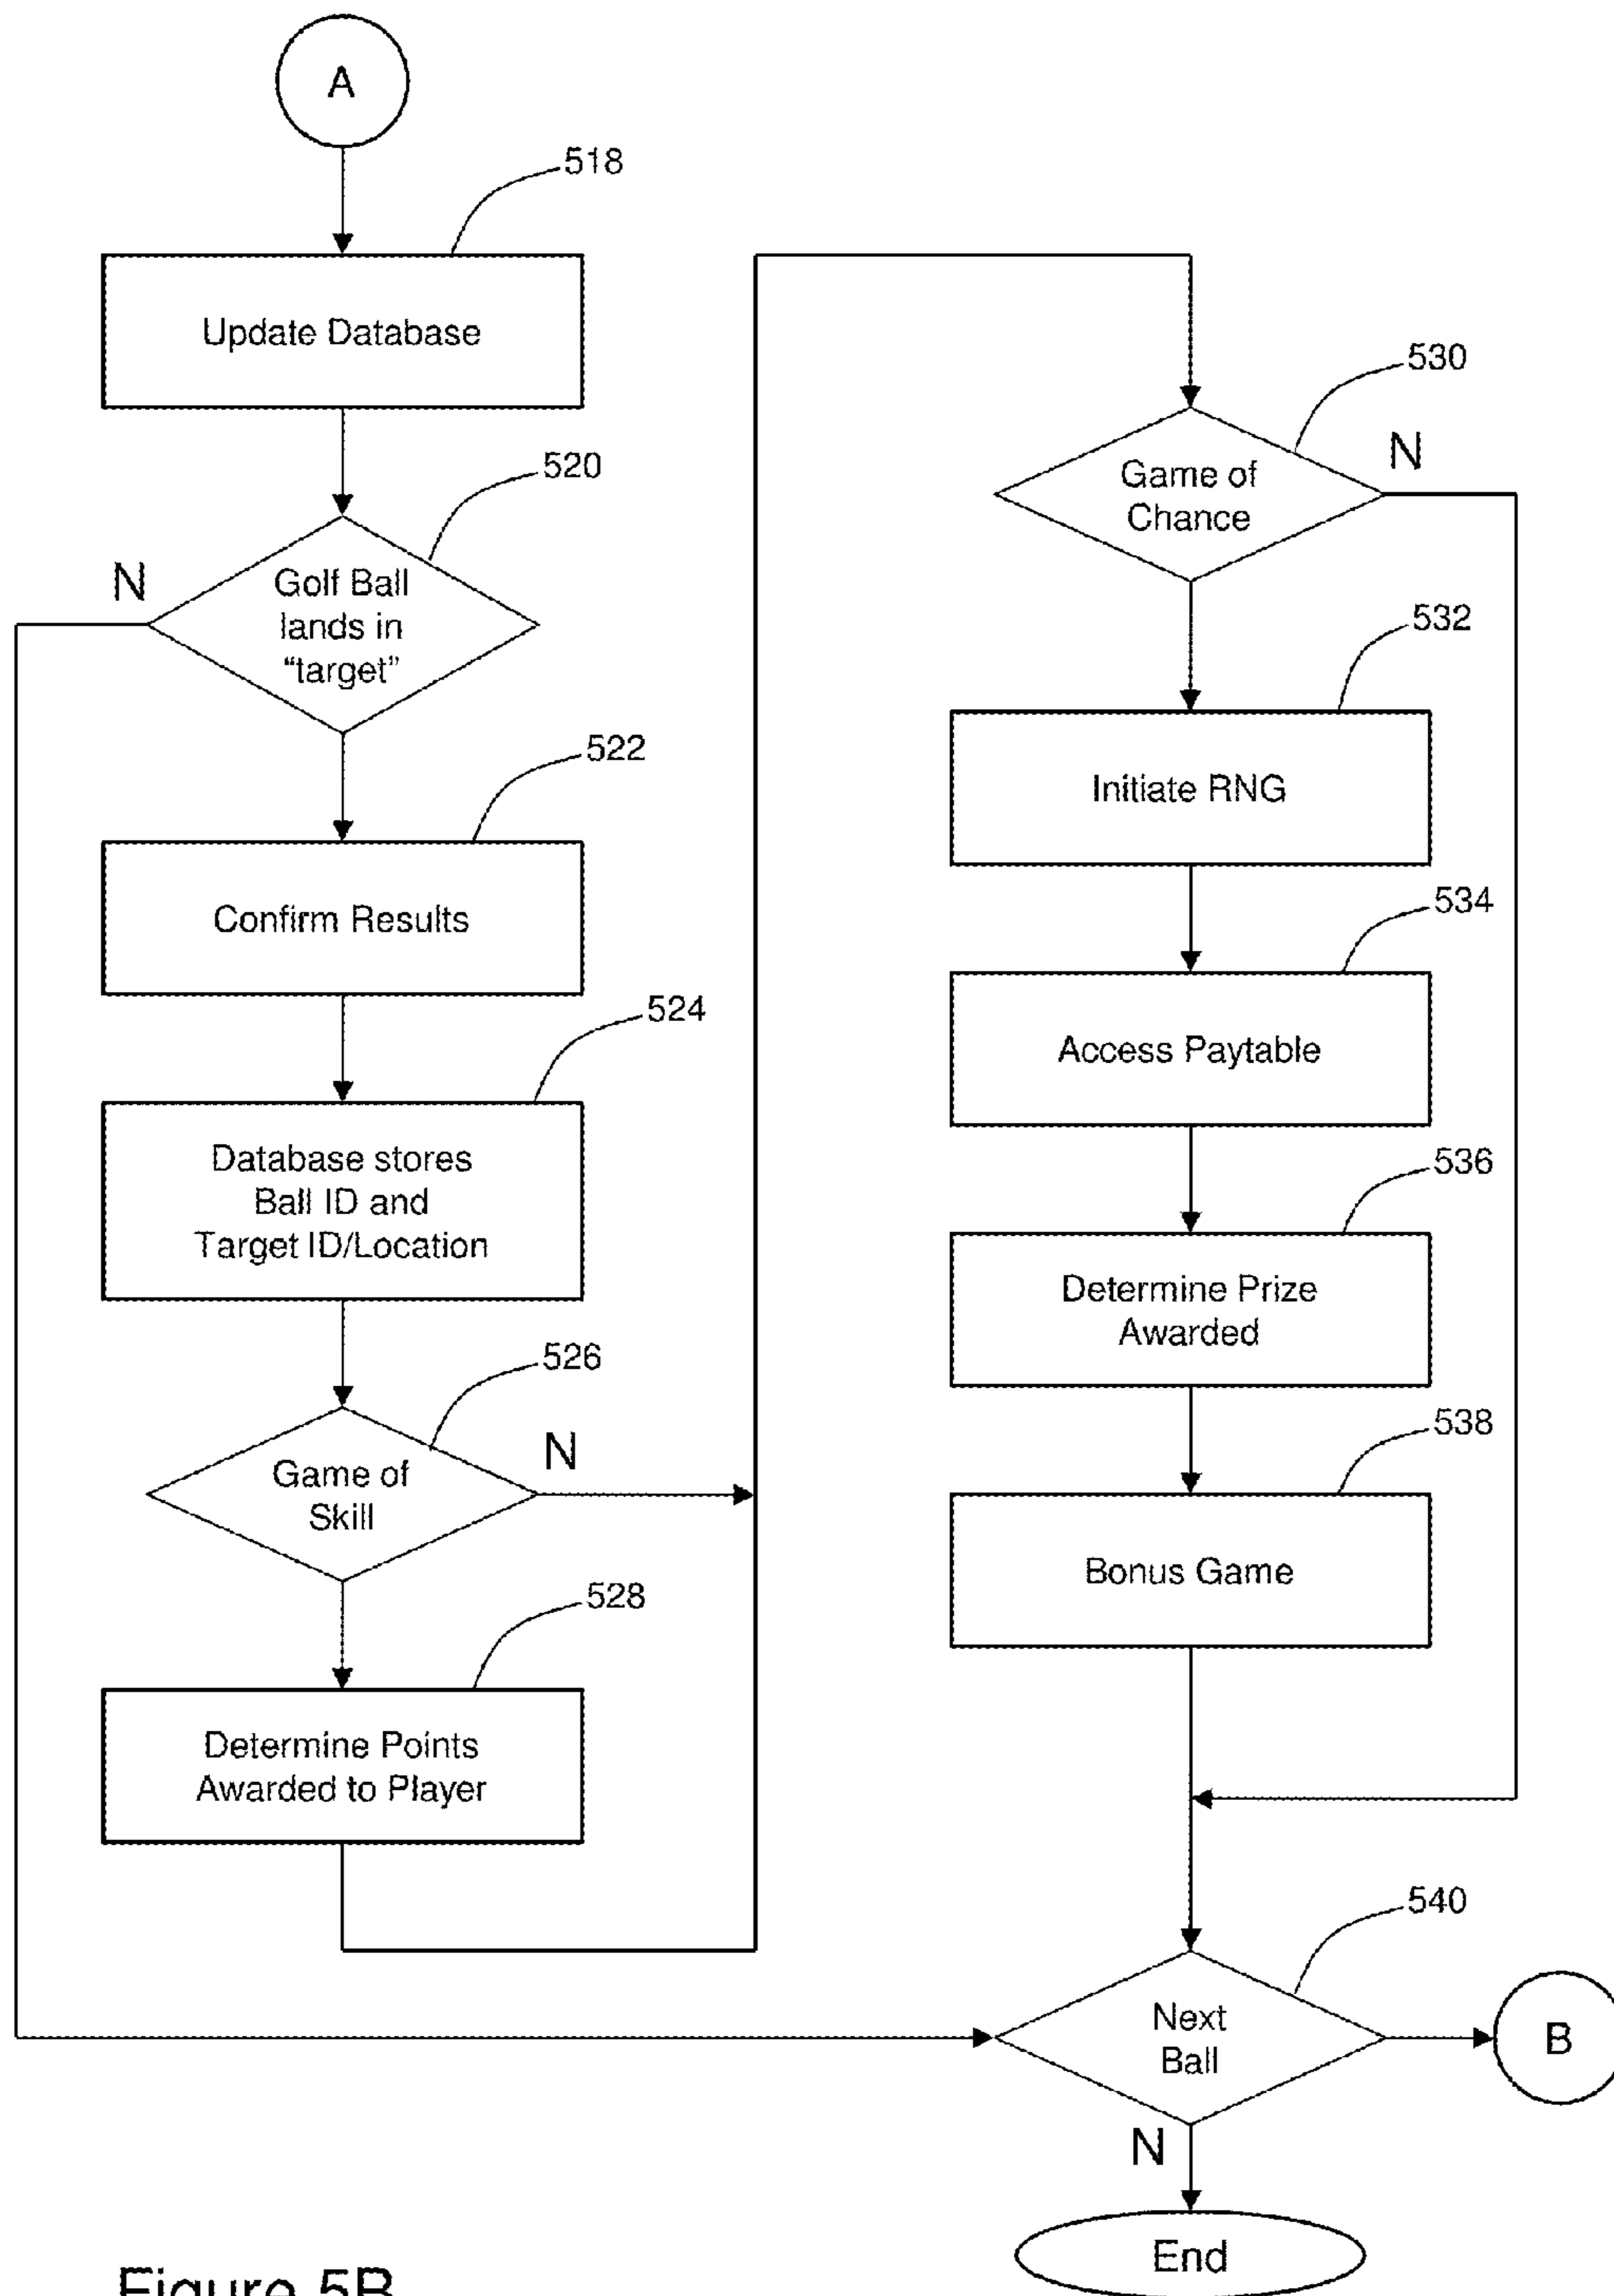 A
518
Update Database
520
N
Golf Ball
lands in
“target”
522
Confirm Results
524
Database stores
Ball ID and
Target ID/Location
526
N
Game of
Skill
528
Determine Points
Awarded to Player
530
N
Game of
Chance
532
Initiate RNG
534
Access Paytable
536
Determine Prize
Awarded
538
Bonus Game
540
Next
Ball
B
N
End
Figure 5B